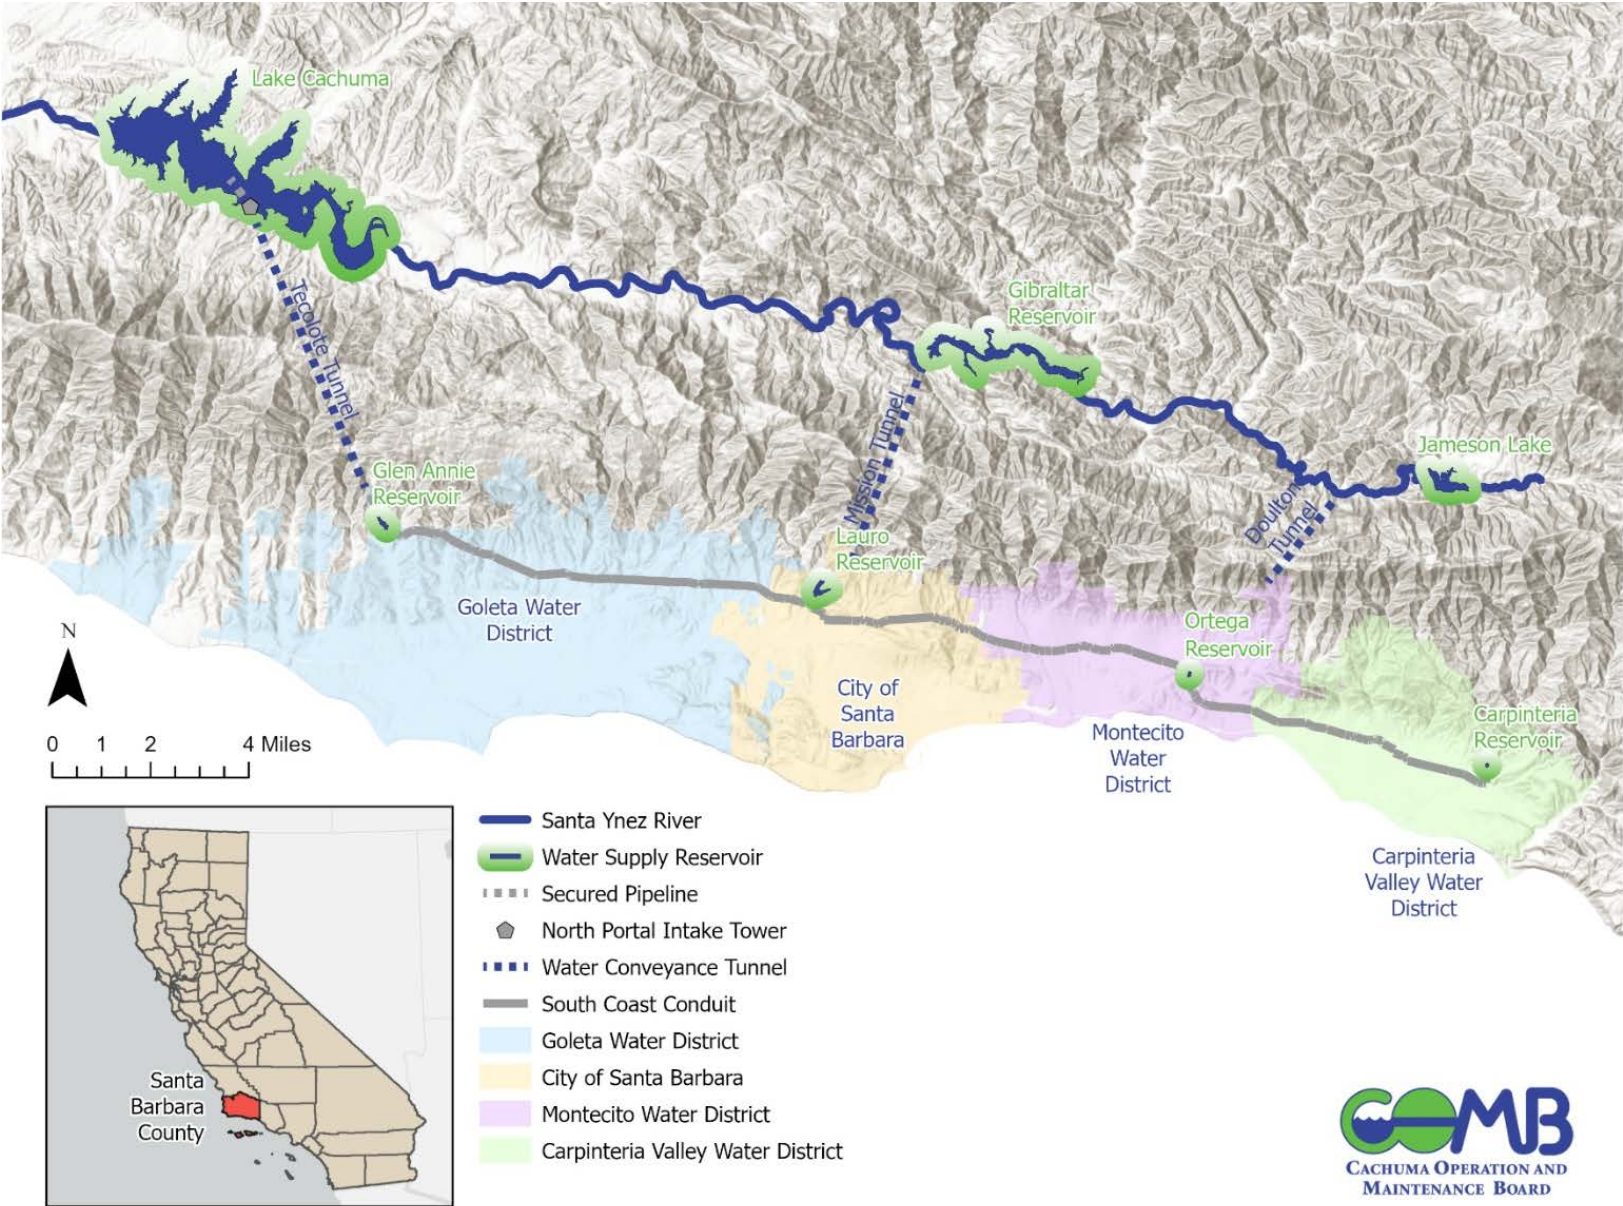 Lake Cachuma
Tecolote Tunnel
Gibraltar
Reservoir
Mission Tunnel
Jameson Lake
Doulton
Tunnel
Glen Annie
Reservoir
Lauro
Reservoir
Goleta Water
District
Ortega
Reservoir
City of
Santa
Barbara
Montecito
Water
District
Carpinteria
Reservoir
Carpinteria
Valley Water
District
N
0 1 2 4 Miles
Santa
Barbara
County
Santa Ynez River
Water Supply Reservoir
Secured Pipeline
North Portal Intake Tower
Water Conveyance Tunnel
South Coast Conduit
Goleta Water District
City of Santa Barbara
Montecito Water District
Carpinteria Valley Water District
COMB
CACHUMA OPERATION AND
MAINTENANCE BOARD